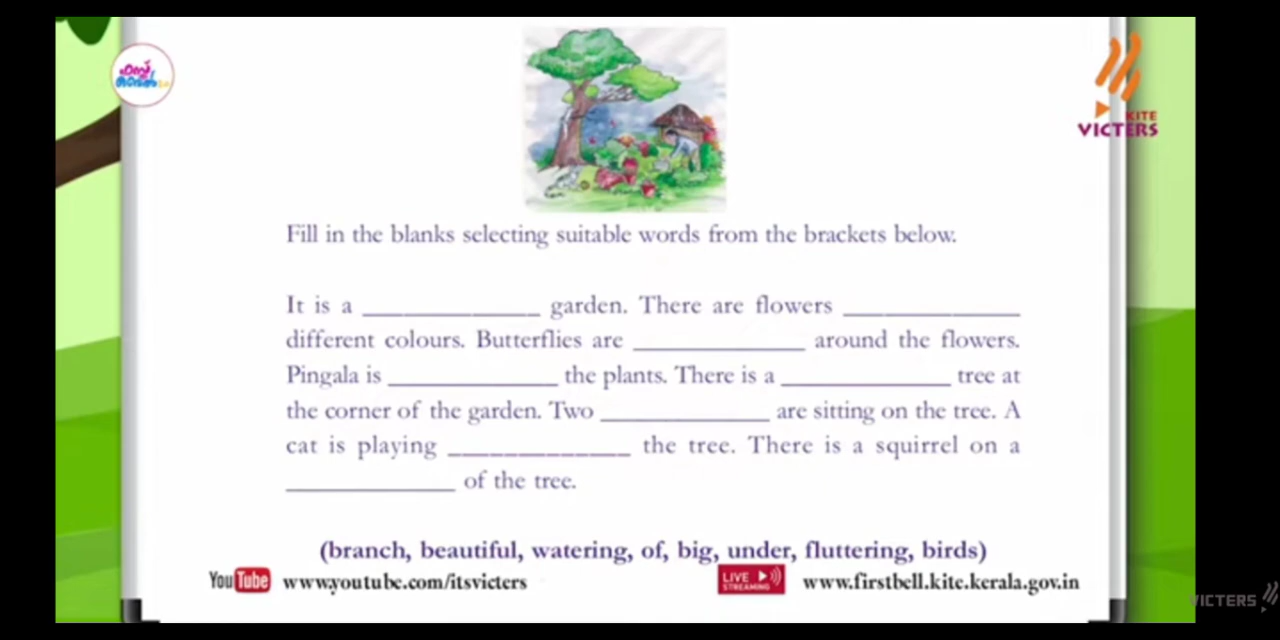 ഫസ്റ്റ്
KITE
VICTERS
Fill in the blanks selecting suitable words from the brackets below.
It is a ______________ garden. There are flowers ______________
different colours. Butterflies are ______________ around the flowers.
Pingala is ______________ the plants. There is a ______________ tree at
the corner of the garden. Two ______________ are sitting on the tree. A
cat is playing ______________ the tree. There is a squirrel on a
______________ of the tree.
(branch, beautiful, watering, of, big, under, fluttering, birds)
YouTube www.youtube.com/itsvicters LIVE STREAMING www.firstbell.kite.kerala.gov.in
VICTERS